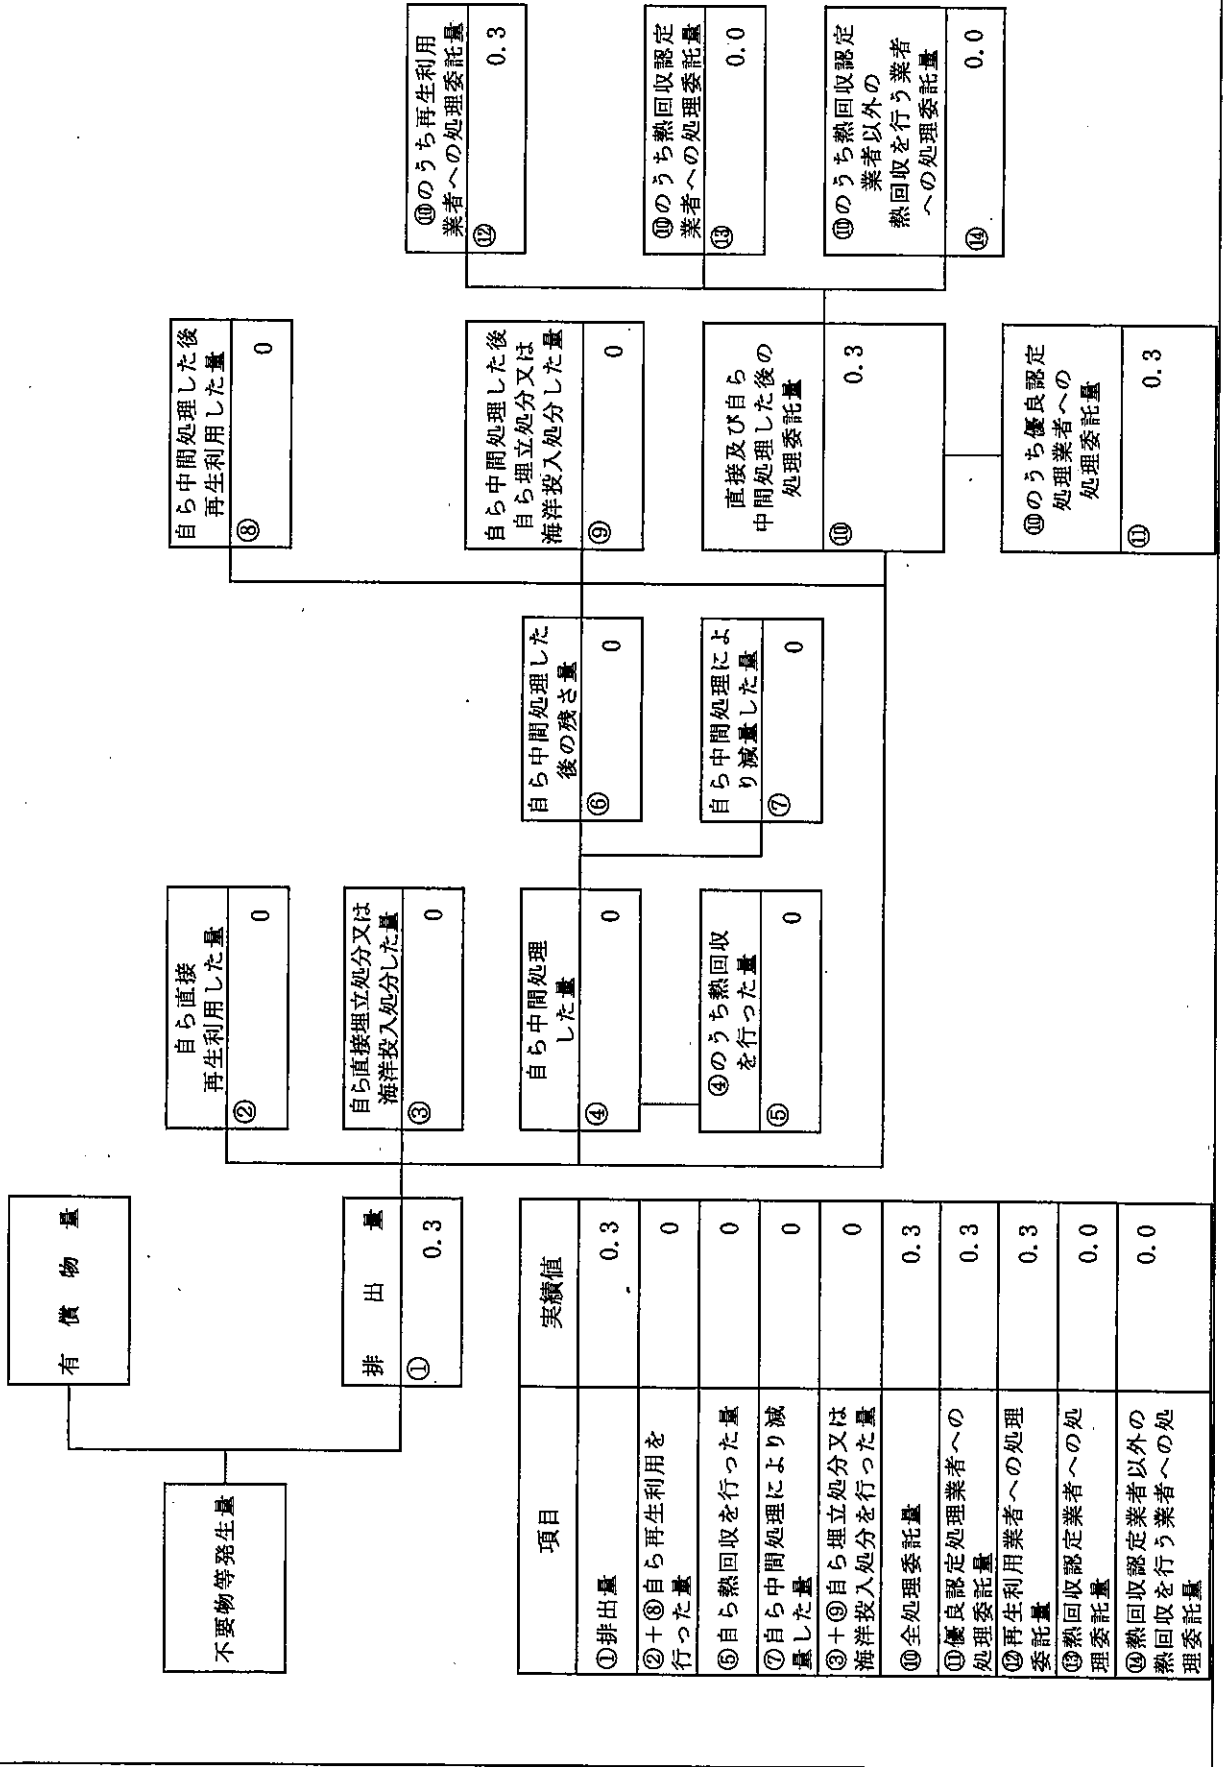 不要物等発生量
有償物量
排出量
① 0.3
自ら直接
再生利用した量
② 0
自ら直接埋立処分又は
海洋投入処分した量
③ 0
自ら中間処理
した量
④ 0
④のうち熱回収
を行った量
⑤ 0
自ら中間処理した
後の残さ量
⑥ 0
自ら中間処理によ
り減量した量
⑦ 0
自ら中間処理した後
再生利用した量
⑧ 0
自ら中間処理した後
自ら埋立処分又は
海洋投入処分した量
⑨ 0
直接及び自ら
中間処理した後の
処理委託量
⑩ 0.3
⑩のうち優良認定
処理業者への
処理委託量
⑪ 0.3
⑩のうち再生利用
業者への処理委託量
⑫ 0.3
⑩のうち熱回収認定
業者への処理委託量
⑬ 0.0
⑩のうち熱回収認定
業者以外の
熱回収を行う業者
への処理委託量
⑭ 0.0
項目 実績値
①排出量 0.3
②+⑧自ら再生利用を
行った量 0
⑤自ら熱回収を行った量 0
⑦自ら中間処理により減
量した量 0
③+⑨自ら埋立処分又は
海洋投入処分を行った量 0
⑩全処理委託量 0.3
⑪優良認定処理業者への
処理委託量 0.3
⑫再生利用業者への処理
委託量 0.3
⑬熱回収認定業者への処
理委託量 0.0
⑭熱回収認定業者以外の
熱回収を行う業者への処
理委託量 0.0